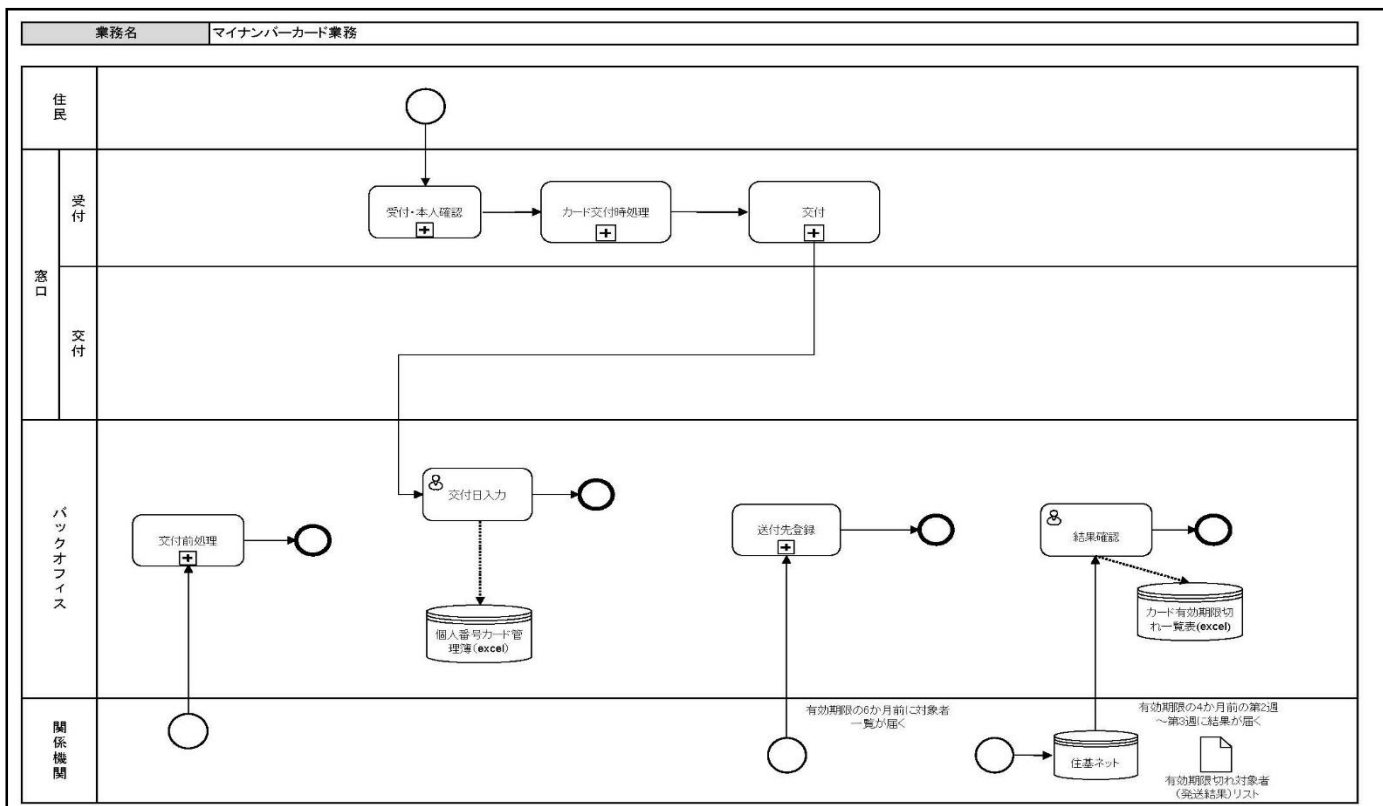 業務名
マイナンバーカード業務
住民
窓口
受付
受付・本人確認
カード交付時処理
交付
交付
バックオフィス
交付前処理
交付日入力
個人番号カード管
理簿(excel)
送付先登録
結果確認
カード有効期限切
れ一覧表(excel)
関係機関
有効期限の6か月前に対象者
一覧が届く
住基ネット
有効期限の4か月前の第2週
～第3週に結果が届く
有効期限切れ対象者
(発送結果)リスト